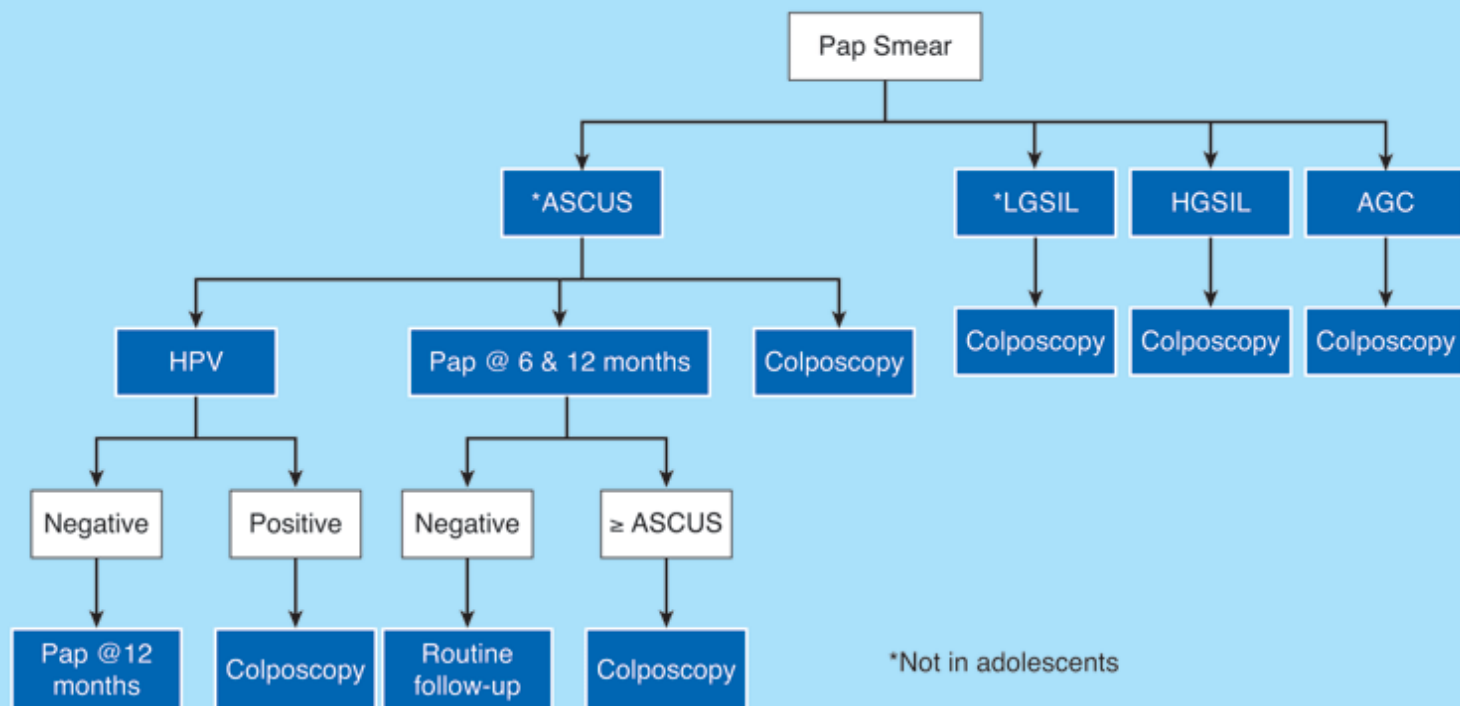 Pap Smear
*ASCUS
*LGSIL
HGSIL
AGC
HPV
Pap @ 6 & 12 months
Colposcopy
Colposcopy
Colposcopy
Colposcopy
Negative
Positive
Negative
≥ ASCUS
Pap @12
months
Colposcopy
Routine
follow-up
Colposcopy
*Not in adolescents